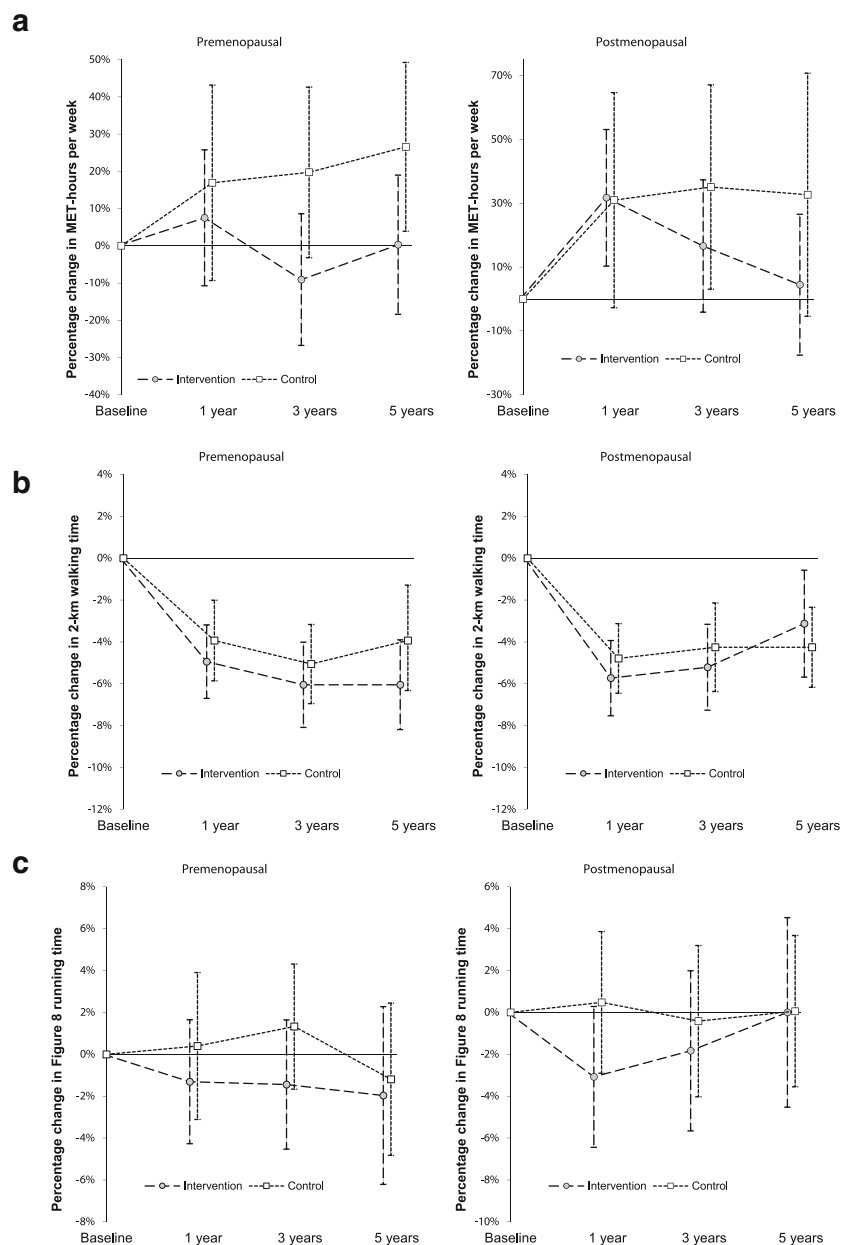 a
Premenopausal
Postmenopausal
Percentage change in MET-hours per week
50%
40%
30%
20%
10%
0%
-10%
-20%
-30%
-40%
Intervention
Control
Baseline
1 year
3 years
5 years
Percentage change in MET-hours per week
70%
50%
30%
10%
-10%
-30%
Intervention
Control
Baseline
1 year
3 years
5 years
b
Premenopausal
Postmenopausal
Percentage change in 2-km walking time
4%
2%
0%
-2%
-4%
-6%
-8%
-10%
-12%
Intervention
Control
Baseline
1 year
3 years
5 years
Percentage change in 2-km walking time
4%
2%
0%
-2%
-4%
-6%
-8%
-10%
-12%
Intervention
Control
Baseline
1 year
3 years
5 years
c
Premenopausal
Postmenopausal
Percentage change in Figure 8 running time
8%
6%
4%
2%
0%
-2%
-4%
-6%
-8%
Intervention
Control
Baseline
1 year
3 years
5 years
Percentage change in Figure 8 running time
6%
4%
2%
0%
-2%
-4%
-6%
-8%
-10%
Intervention
Control
Baseline
1 year
3 years
5 years